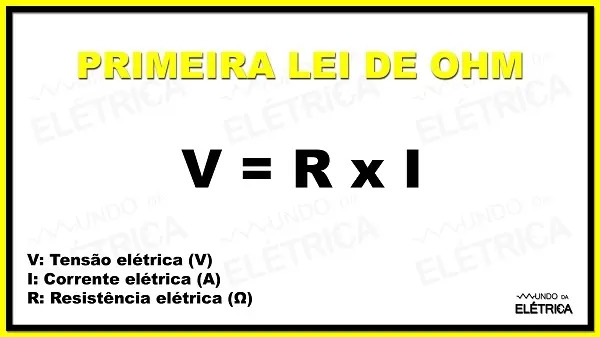 PRIMEIRA LEI DE OHM
V = R x I
V: Tensão elétrica (V)
I: Corrente elétrica (A)
R: Resistência elétrica (Ω)
MUNDO DA
ELÉTRICA